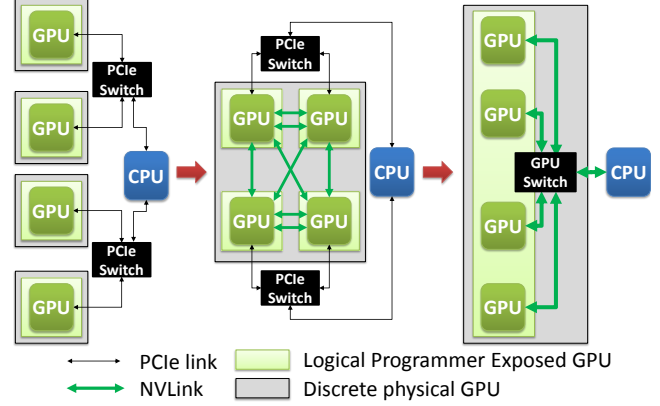 GPU
PCIe
Switch
GPU
CPU
GPU
PCIe
Switch
GPU
PCIe
Switch
GPU
GPU
CPU
GPU
GPU
PCIe
Switch
GPU
GPU
GPU
Switch
CPU
GPU
GPU
PCIe link
Logical Programmer Exposed GPU
NVLink
Discrete physical GPU